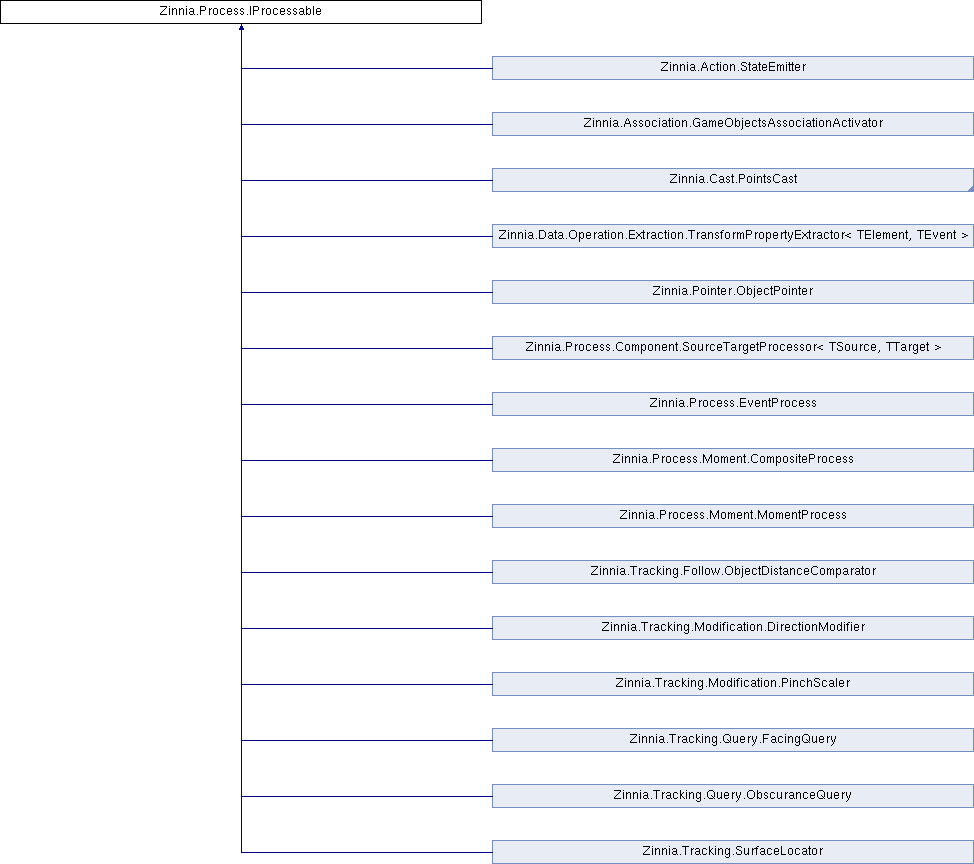 Zinnia.Process.IProcessable
Zinnia.Action.StateEmitter
Zinnia.Association.GameObjectsAssociationActivator
Zinnia.Cast.PointsCast
Zinnia.Data.Operation.Extraction.TransformPropertyExtractor< TElement, TEvent >
Zinnia.Pointer.ObjectPointer
Zinnia.Process.Component.SourceTargetProcessor< TSource, TTarget >
Zinnia.Process.EventProcess
Zinnia.Process.Moment.CompositeProcess
Zinnia.Process.Moment.MomentProcess
Zinnia.Tracking.Follow.ObjectDistanceComparator
Zinnia.Tracking.Modification.DirectionModifier
Zinnia.Tracking.Modification.PinchScaler
Zinnia.Tracking.Query.FacingQuery
Zinnia.Tracking.Query.ObscuranceQuery
Zinnia.Tracking.SurfaceLocator